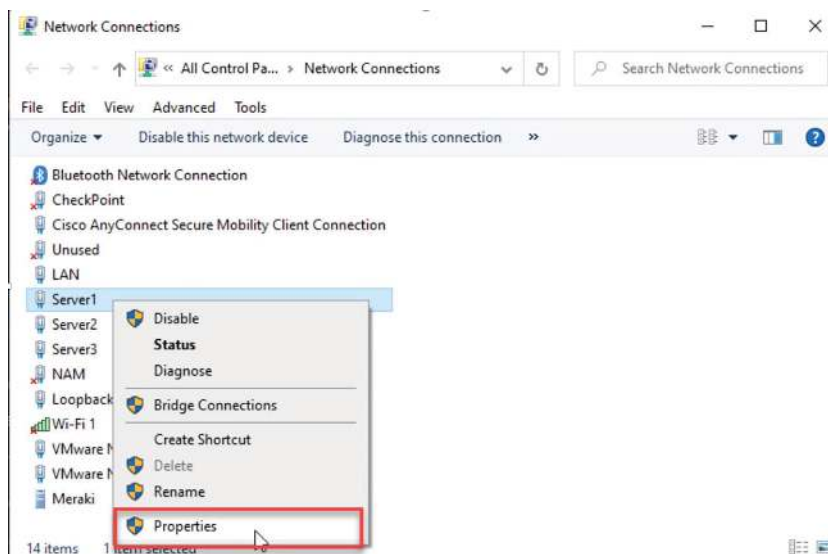 Network Connections
« All Control Pa... › Network Connections
Search Network Connections
File Edit View Advanced Tools
Organize Disable this network device Diagnose this connection »
Bluetooth Network Connection
CheckPoint
Cisco AnyConnect Secure Mobility Client Connection
Unused
LAN
Server1
Server2
Server3
NAM
Loopback
Wi-Fi 1
VMware
VMware
Meraki
Disable
Status
Diagnose
Bridge Connections
Create Shortcut
Delete
Rename
Properties
14 items 1 item selected